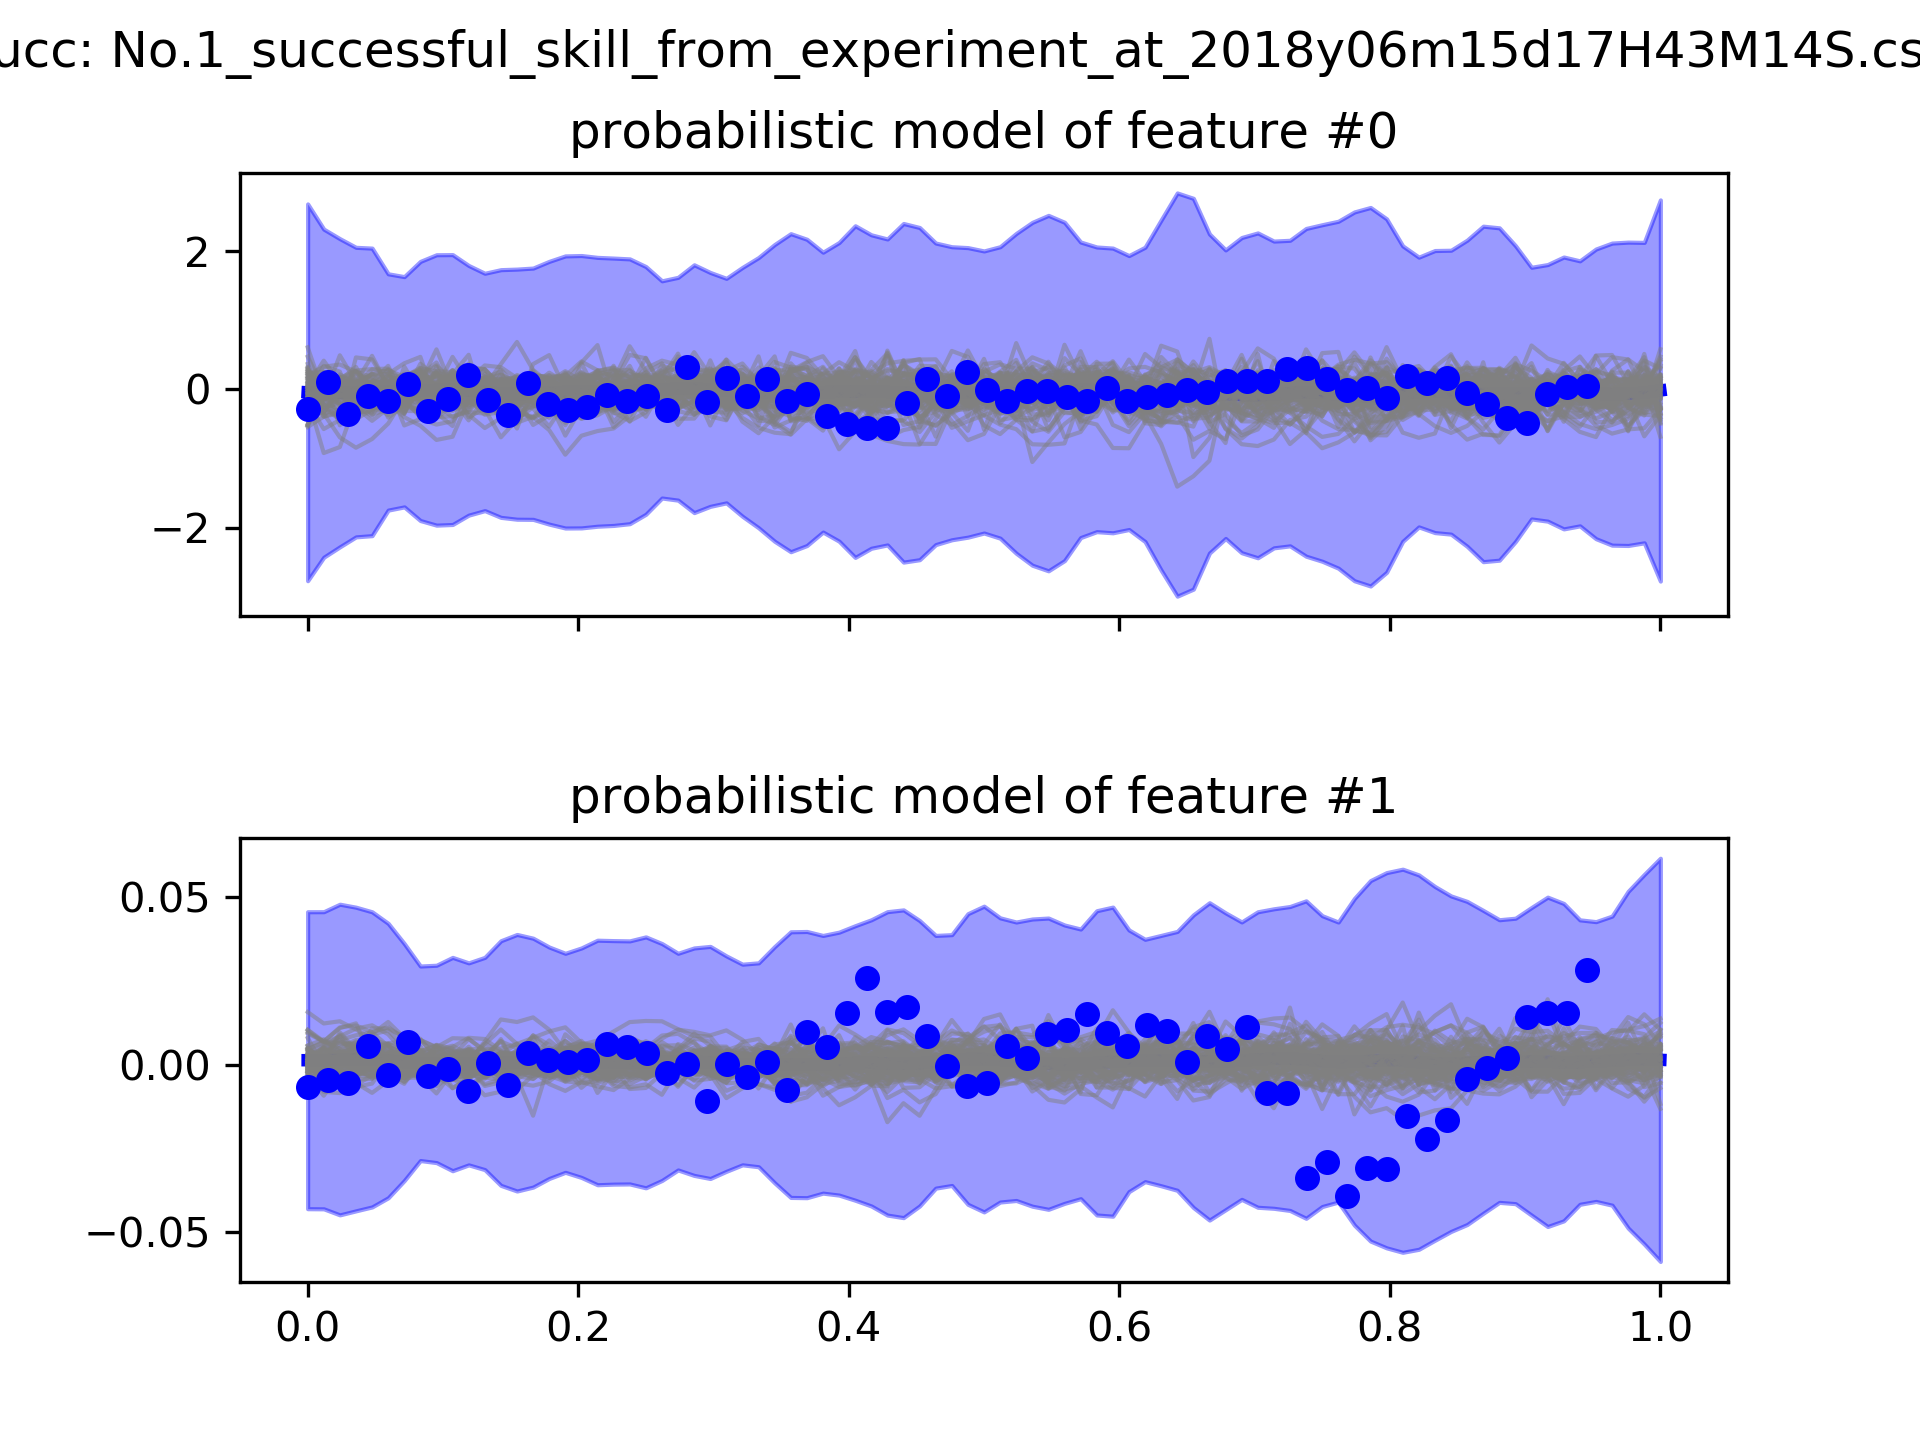 ucc: No.1_successful_skill_from_experiment_at_2018y06m15d17H43M14S.cs
probabilistic model of feature #0
2
0
−2
probabilistic model of feature #1
0.05
0.00
−0.05
0.0 0.2 0.4 0.6 0.8 1.0